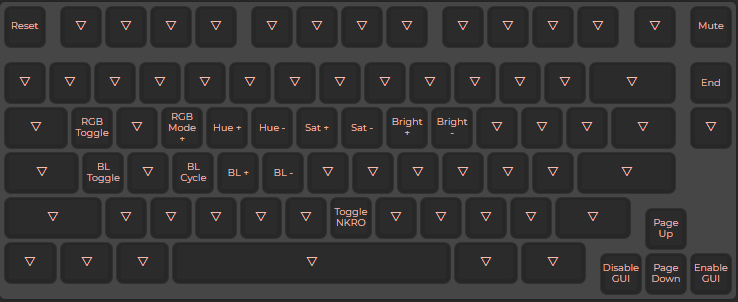 Reset
Mute
End
RGB
Toggle
RGB
Mode
+
Hue +
Hue -
Sat +
Sat -
Bright
+
Bright
-
BL
Toggle
BL
Cycle
BL +
BL -
Toggle
NKRO
Page
Up
Disable
GUI
Page
Down
Enable
GUI